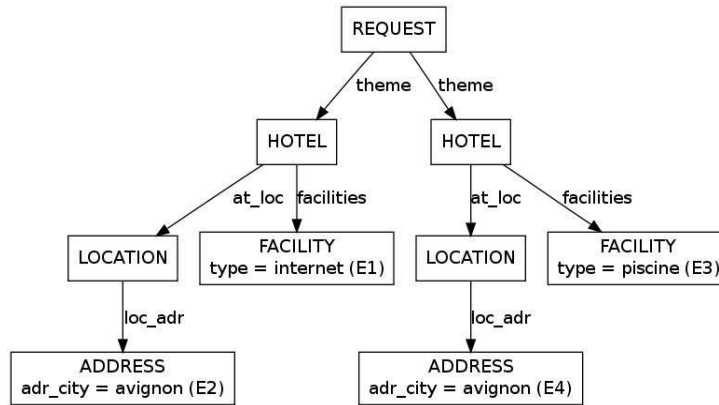 REQUEST
theme
theme
HOTEL
HOTEL
at_loc
facilities
at_loc
facilities
LOCATION
FACILITY
type = internet (E1)
LOCATION
FACILITY
type = piscine (E3)
loc_adr
loc_adr
ADDRESS
adr_city = avignon (E2)
ADDRESS
adr_city = avignon (E4)